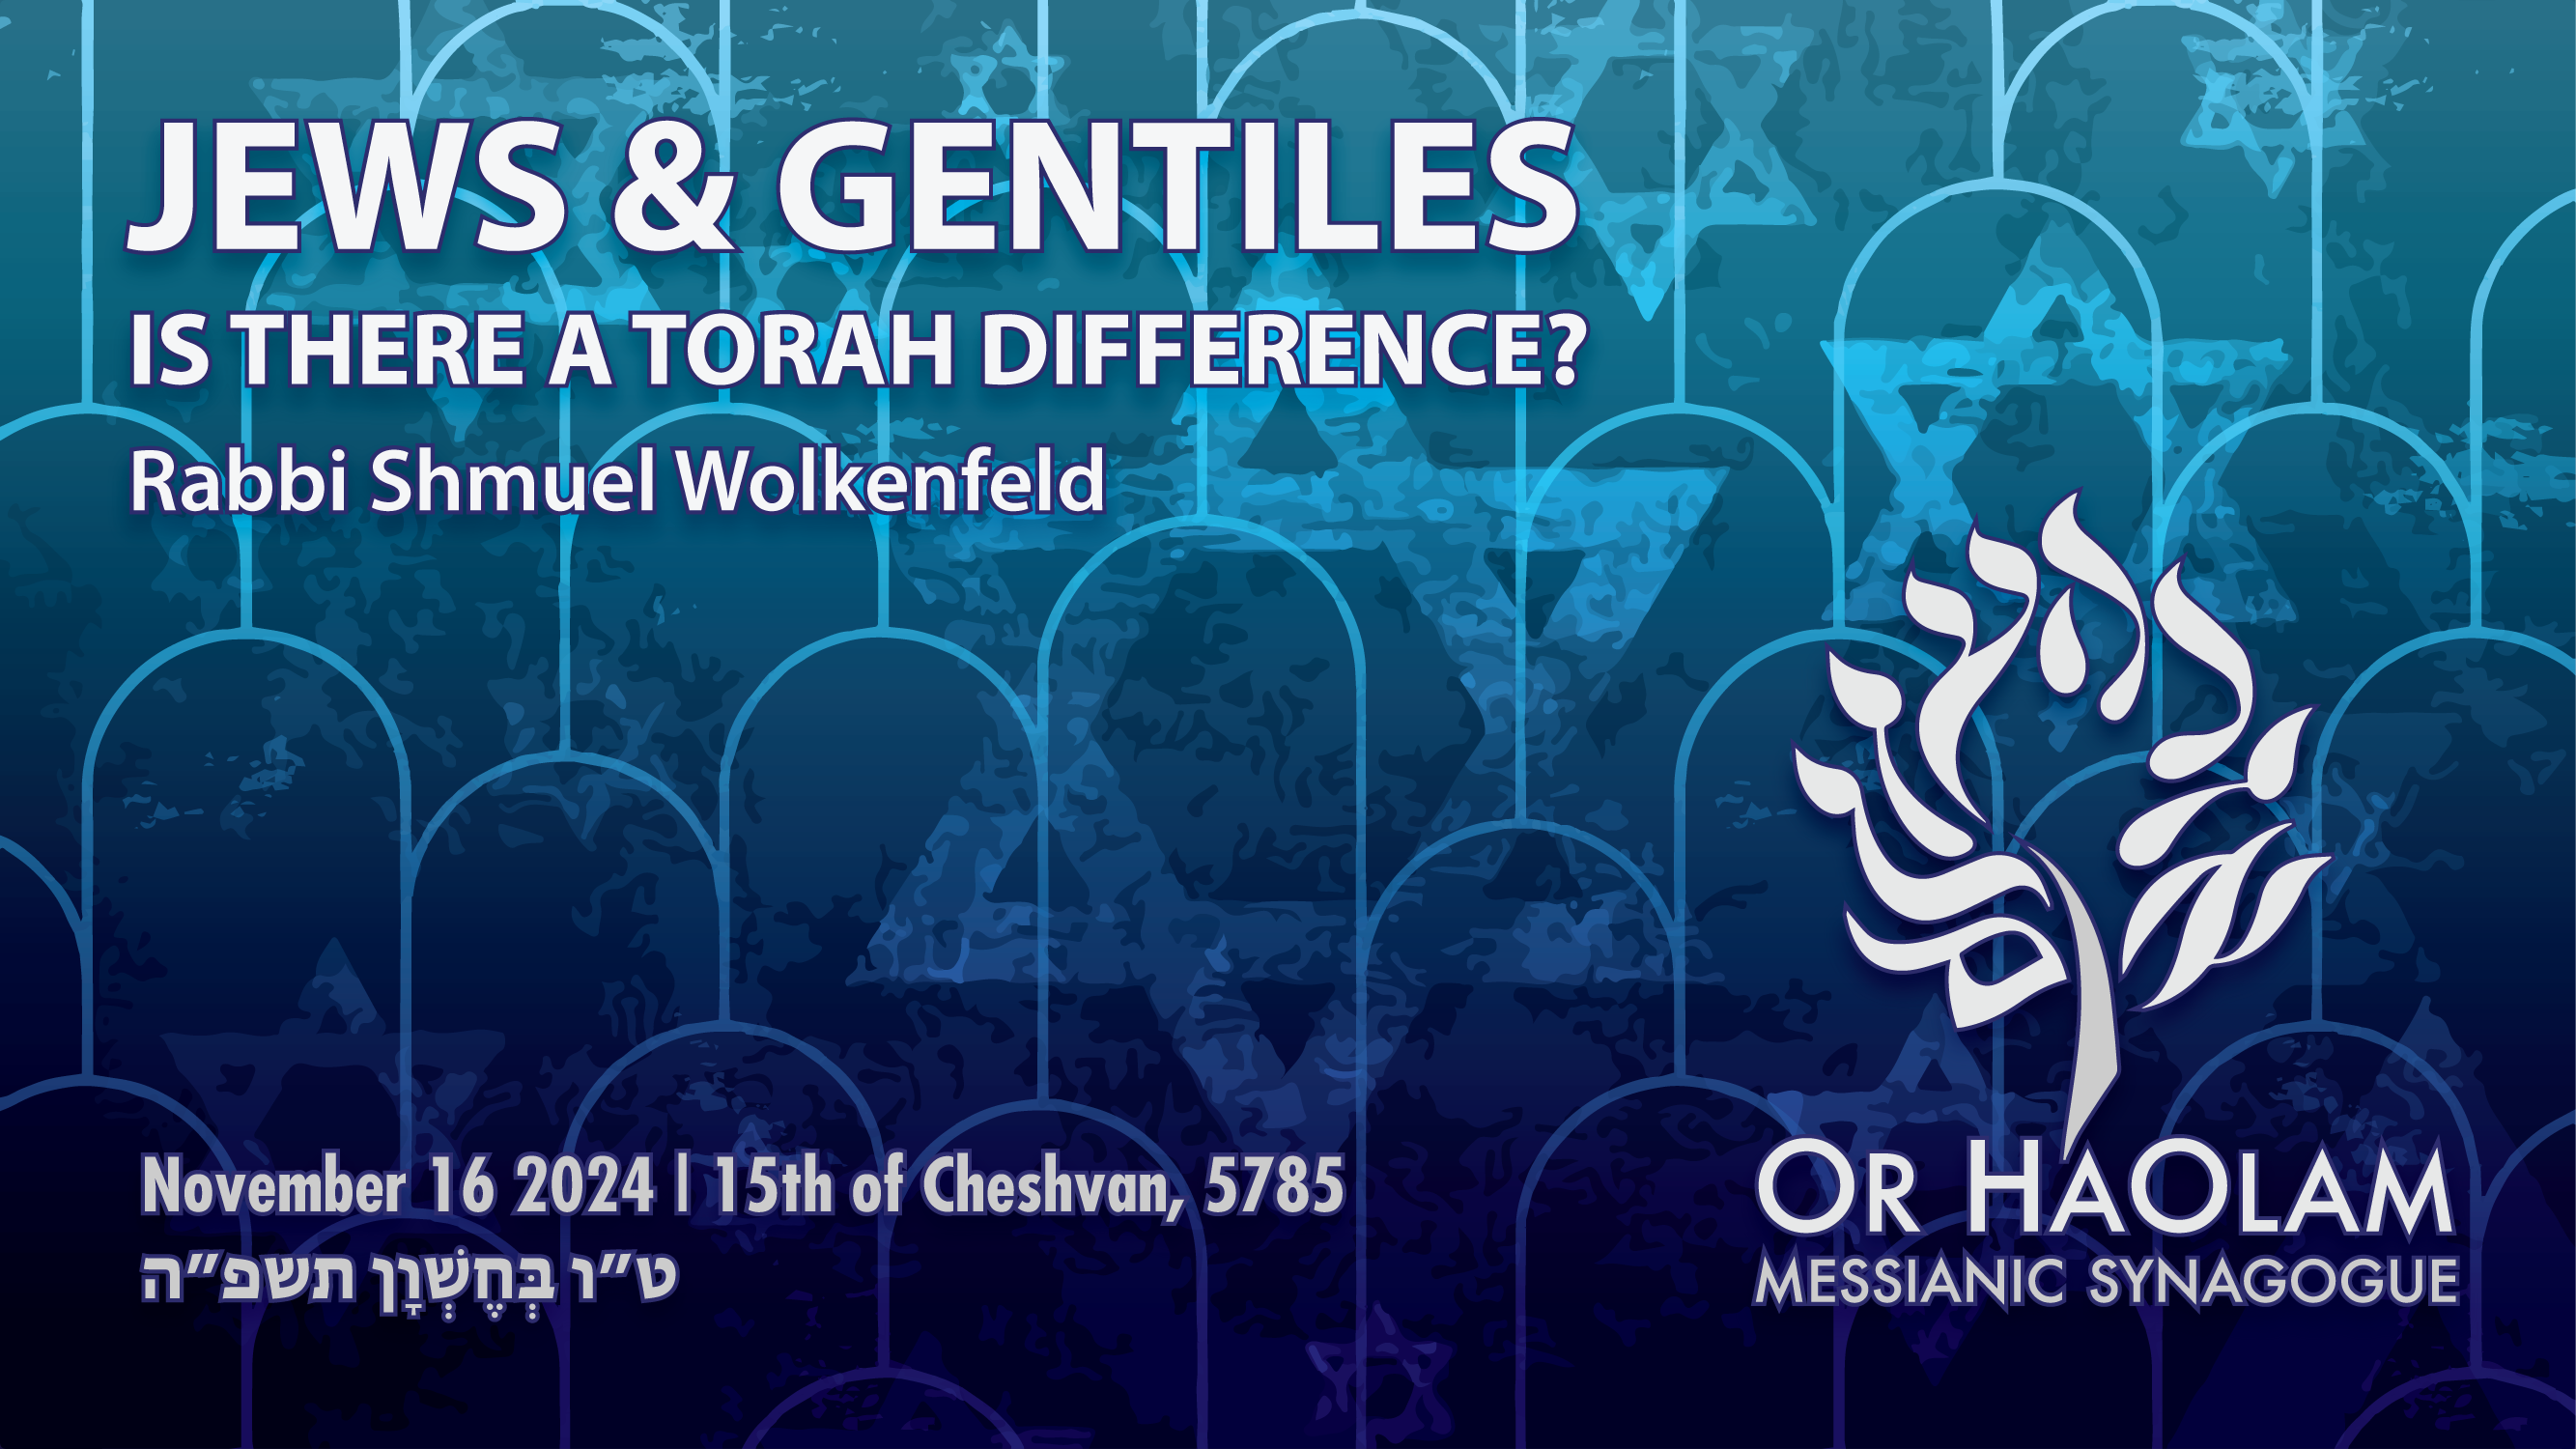 JEWS & GENTILES
IS THERE A TORAH DIFFERENCE?
Rabbi Shmuel Wolkenfeld
November 16 2024 | 15th of Cheshvan, 5785
ט״ו בְּחֶשְׁוָן תשפ״ה
OR HAOLAM
MESSIANIC SYNAGOGUE